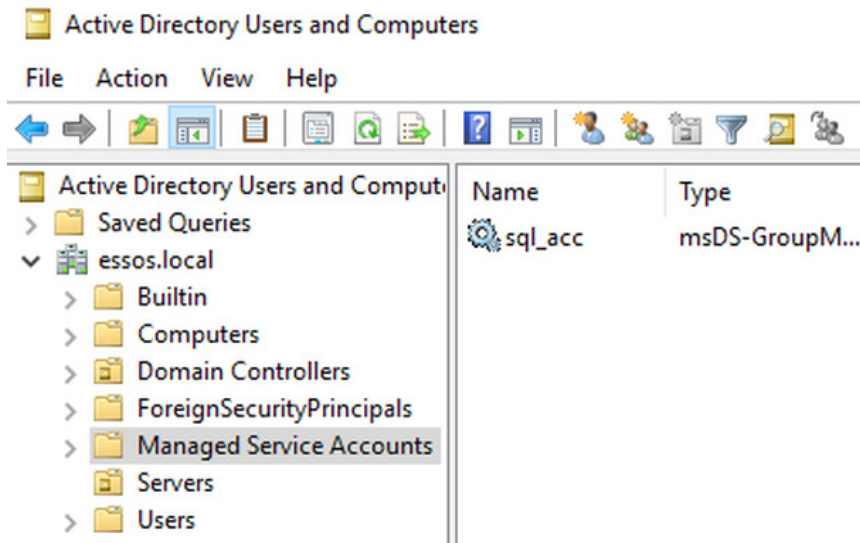 Active Directory Users and Computers
File Action View Help
Active Directory Users and Compute
Saved Queries
essos.local
Builtin
Computers
Domain Controllers
ForeignSecurityPrincipals
Managed Service Accounts
Servers
Users
Name Type
sql_acc msDS-GroupM...